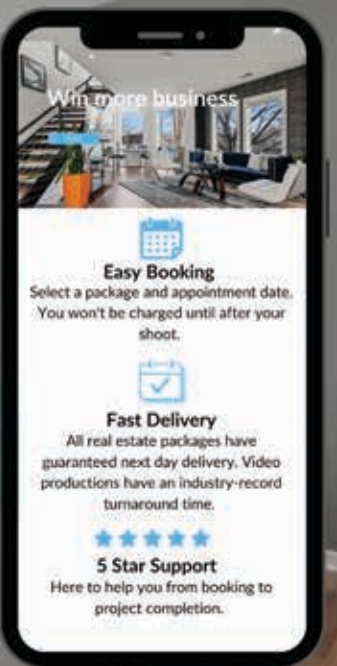 Win more business
Easy Booking
Select a package and appointment date.
You won't be charged until after your
shoot.
Fast Delivery
All real estate packages have
guaranteed next day delivery. Video
productions have an industry-record
turnaround time.
5 Star Support
Here to help you from booking to
project completion.